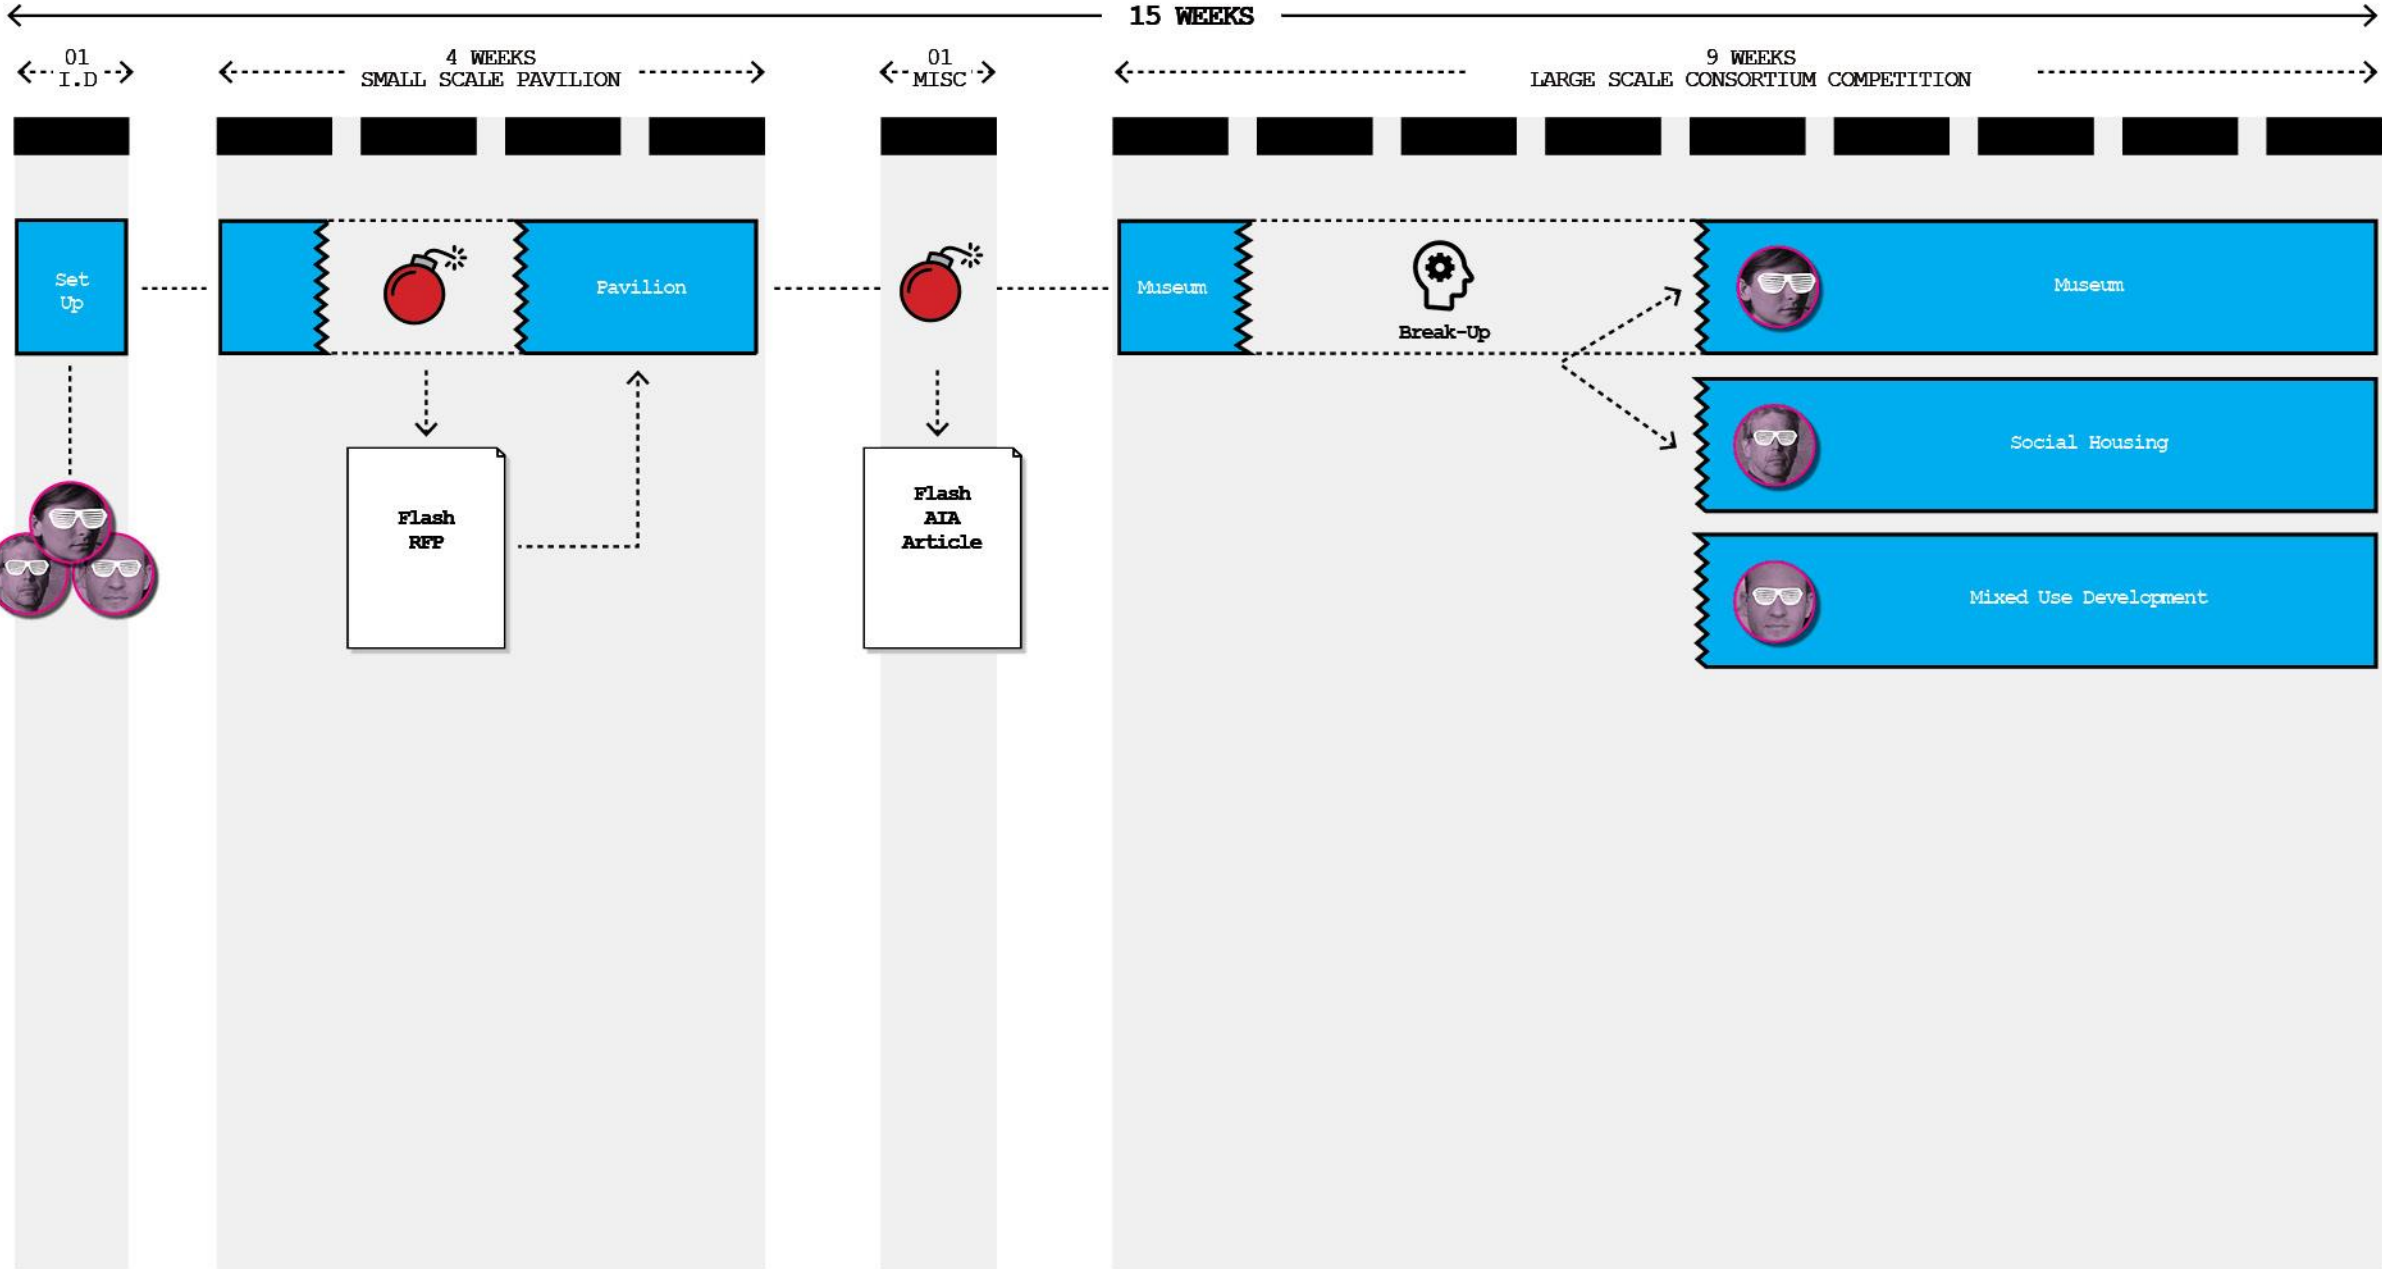 15 WEEKS
01
I.D
4 WEEKS
SMALL SCALE PAVILION
01
MISC
9 WEEKS
LARGE SCALE CONSORTIUM COMPETITION
Set
Up
Pavilion
Museum
Break-Up
Museum
Social Housing
Mixed Use Development
Flash
RFP
Flash
AIA
Article